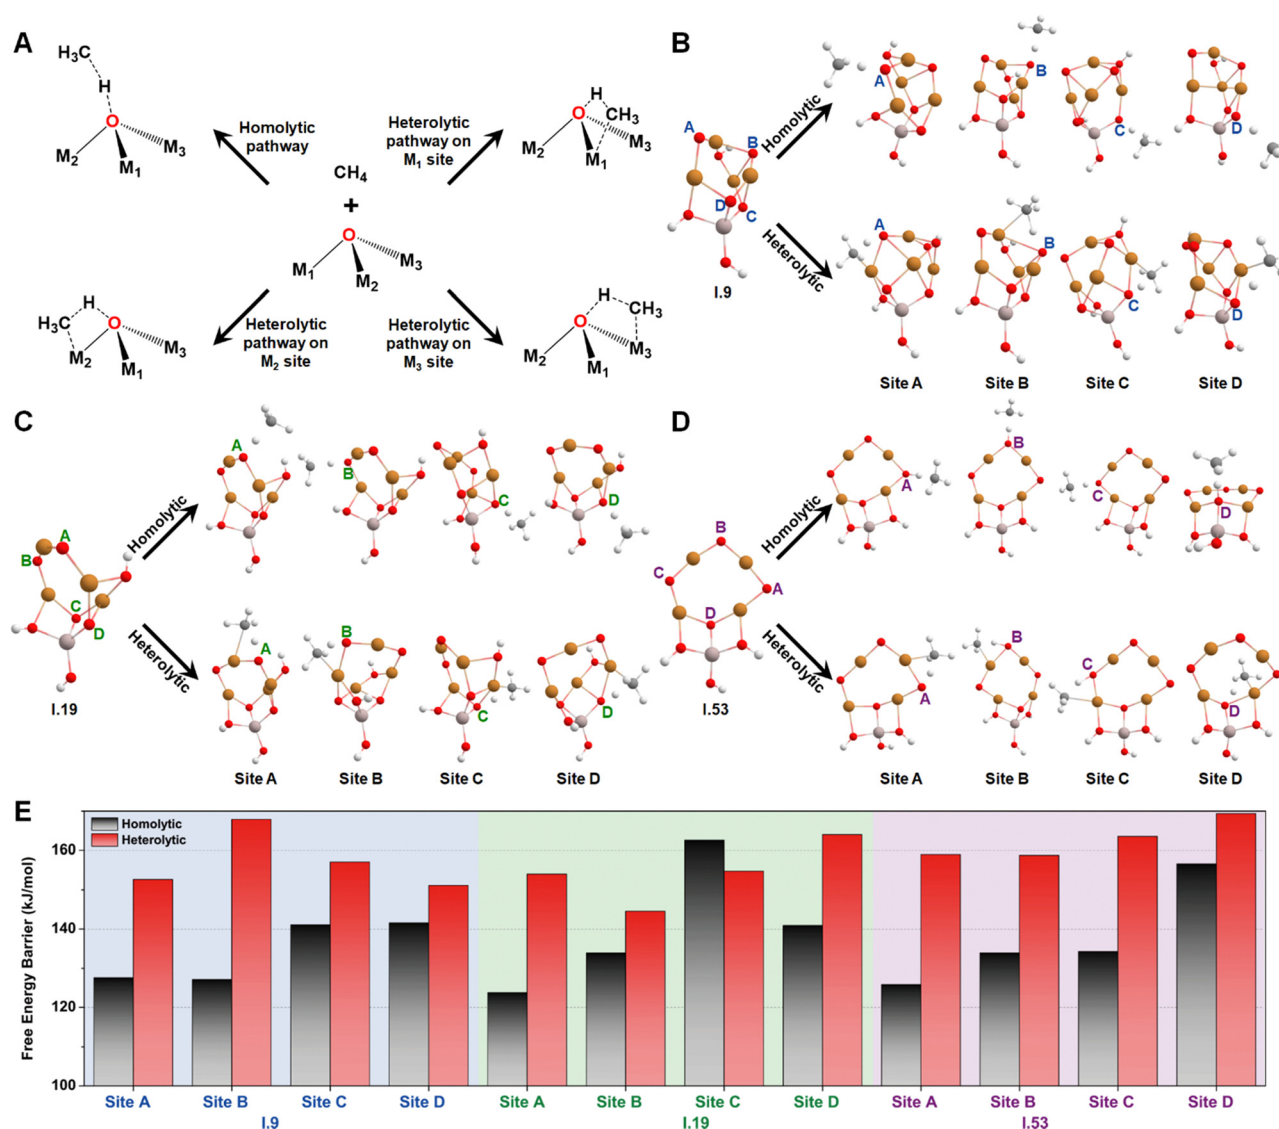 A
H₃C
H
O
M₂
M₁
M₃
Homolytic
pathway
Heterolytic
pathway on
M₁ site
H
O
CH₃
M₂
M₁
M₃
CH₄
+
O
M₁
M₂
M₃
H₃C
H
O
M₂
M₁
M₃
Heterolytic
pathway on
M₂ site
Heterolytic
pathway on
M₃ site
H
O
CH₃
M₂
M₁
M₃
B
A
B
C
D
I.9
Homolytic
Heterolytic
A
B
C
D
A
B
C
D
Site A
Site B
Site C
Site D
C
A
B
C
D
I.19
Homolytic
Heterolytic
A
B
C
D
A
B
C
D
Site A
Site B
Site C
Site D
D
B
C
A
D
I.53
Homolytic
Heterolytic
A
B
C
D
A
B
C
D
Site A
Site B
Site C
Site D
E
Homolytic
Heterolytic
Free Energy Barrier (kJ/mol)
160
140
120
100
Site A
Site B
Site C
Site D
Site A
Site B
Site C
Site D
Site A
Site B
Site C
Site D
I.9
I.19
I.53